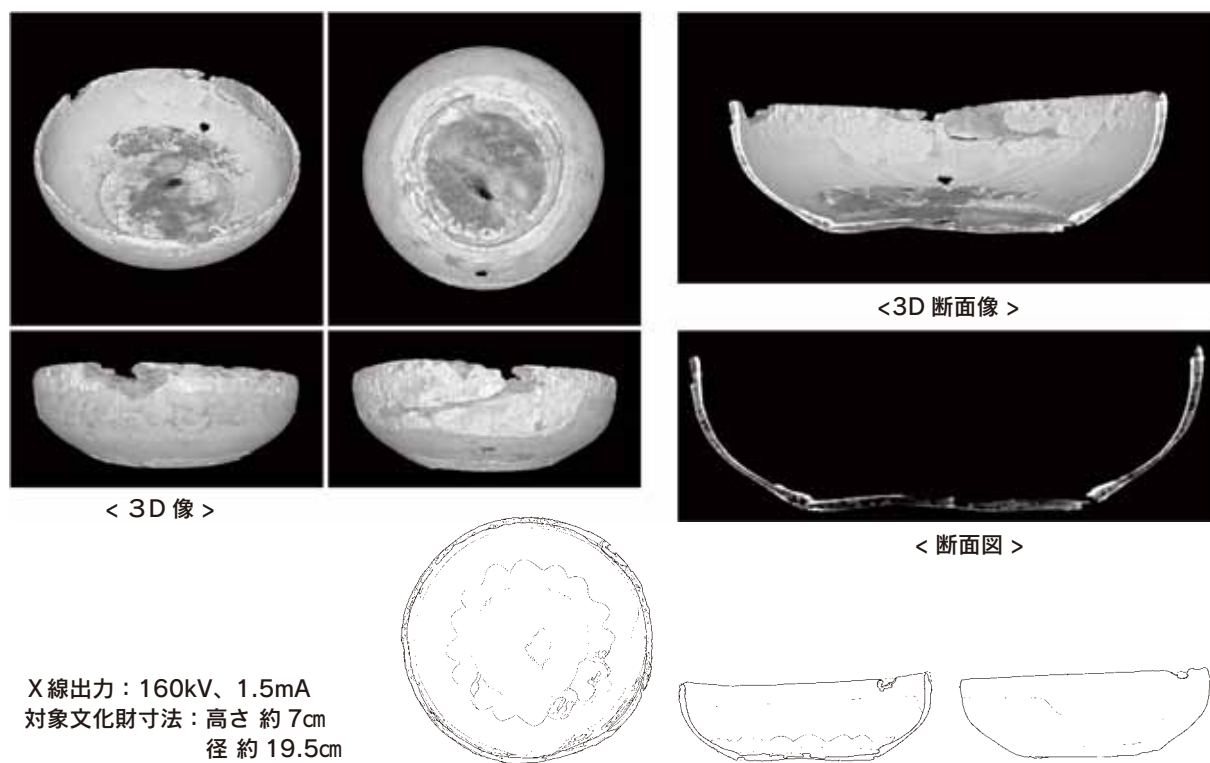 <3D 断面像 >
< 3D 像 >
< 断面図 >
X 線出力：160kV、1.5mA
対象文化財寸法：高さ 約 7㎝
径 約 19.5㎝